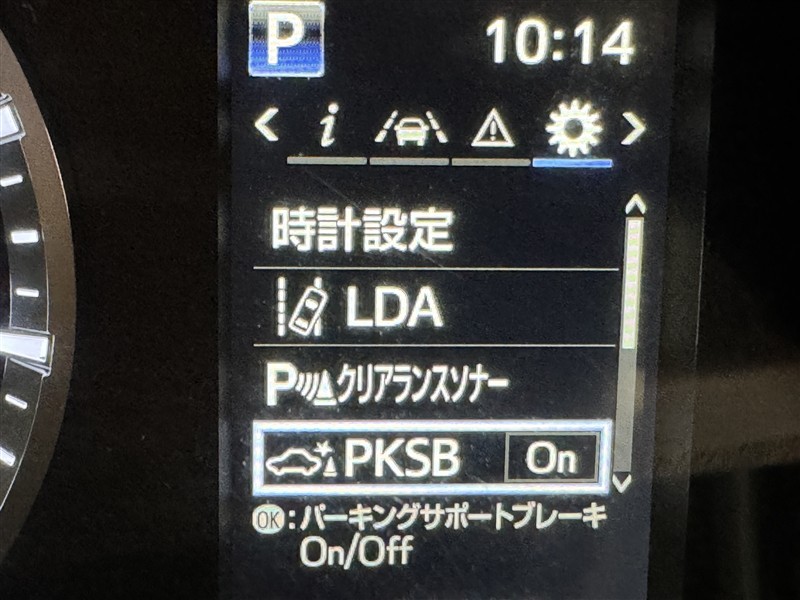 P 10:14
時計設定
LDA
P クリアランスソナー
PKSB On
OK:パーキングサポートブレーキ
On/Off